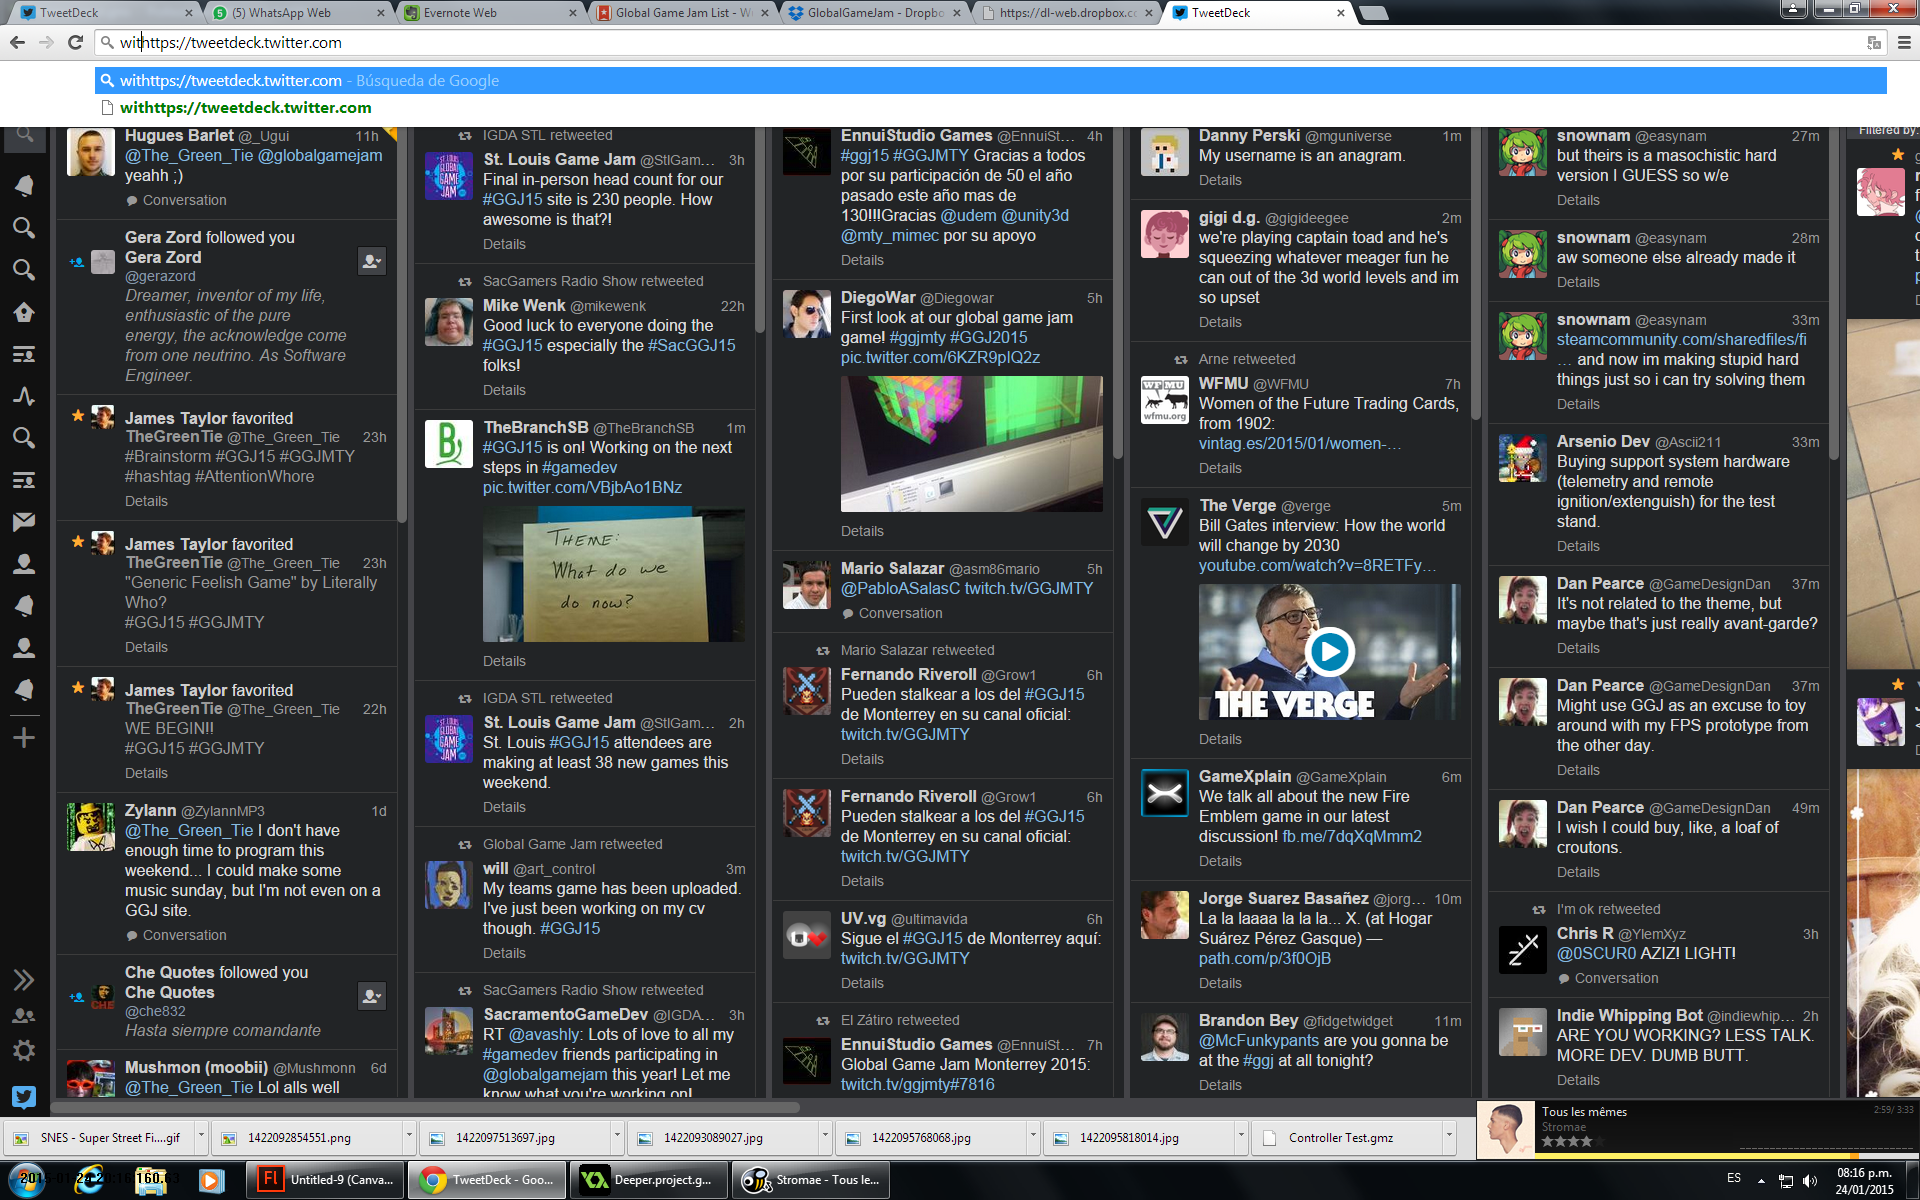 TweetDeck
(5) WhatsApp Web
Evernote Web
Global Game Jam List - W
GlobalGameJam - Dropbo
https://dl-web.dropbox.co
TweetDeck
withttps://tweetdeck.twitter.com
withttps://tweetdeck.twitter.com - Búsqueda de Google
withttps://tweetdeck.twitter.com
Hugues Barlet @_Ugui 11h
@The_Green_Tie @globalgamejam
yeahh ;)
Conversation
Gera Zord followed you
Gera Zord
@gerazord
Dreamer, inventor of my life,
enthusiastic of the pure
energy, the acknowledge come
from one neutrino. As Software
Engineer.
James Taylor favorited
TheGreenTie @The_Green_Tie 23h
#Brainstorm #GGJ15 #GGJMTY
#hashtag #AttentionWhore
Details
James Taylor favorited
TheGreenTie @The_Green_Tie 23h
"Generic Feelish Game" by Literally
Who?
#GGJ15 #GGJMTY
Details
James Taylor favorited
TheGreenTie @The_Green_Tie 22h
WE BEGIN!!
#GGJ15 #GGJMTY
Details
Zylann @ZylannMP3 1d
@The_Green_Tie I don't have
enough time to program this
weekend... I could make some
music sunday, but I'm not even on a
GGJ site.
Conversation
Che Quotes followed you
Che Quotes
@che832
Hasta siempre comandante
CHE
Mushmon (moobii) @Mushmonn 6d
@The_Green_Tie Lol alls well
IGDA STL retweeted
St. Louis Game Jam @StlGam... 3h
Final in-person head count for our
#GGJ15 site is 230 people. How
awesome is that?!
Details
SacGamers Radio Show retweeted
Mike Wenk @mikewenk 22h
Good luck to everyone doing the
#GGJ15 especially the #SacGGJ15
folks!
Details
TheBranchSB @TheBranchSB 1m
#GGJ15 is on! Working on the next
steps in #gamedev
pic.twitter.com/VBjbAo1BNz
THEME:
What do we
do now?
Details
IGDA STL retweeted
St. Louis Game Jam @StlGam... 2h
St. Louis #GGJ15 attendees are
making at least 38 new games this
weekend.
Details
Global Game Jam retweeted
will @art_control 3m
My teams game has been uploaded.
I've just been working on my cv
though. #GGJ15
Details
SacGamers Radio Show retweeted
SacramentoGameDev @IGDA... 3h
RT @avashly: Lots of love to all my
#gamedev friends participating in
@globalgamejam this year! Let me
know what you're working on!
EnnuiStudio Games @EnnuiSt... 4h
#ggj15 #GGJMTY Gracias a todos
por su participación de 50 el año
pasado este año mas de
130!!!Gracias @udem @unity3d
@mty_mimec por su apoyo
Details
DiegoWar @Diegowar 5h
First look at our global game jam
game! #ggjmty #GGJ2015
pic.twitter.com/6KZR9pIQ2z
Details
Mario Salazar @asm86mario 5h
@PabloASalasC twitch.tv/GGJMTY
Conversation
Mario Salazar retweeted
Fernando Riveroll @Grow1 6h
Pueden stalkear a los del #GGJ15
de Monterrey en su canal oficial:
twitch.tv/GGJMTY
Details
Fernando Riveroll @Grow1 6h
Pueden stalkear a los del #GGJ15
de Monterrey en su canal oficial:
twitch.tv/GGJMTY
Details
UV.vg @ultimavida 6h
Sigue el #GGJ15 de Monterrey aquí:
twitch.tv/GGJMTY
Details
El Zátiro retweeted
EnnuiStudio Games @EnnuiSt... 7h
Global Game Jam Monterrey 2015:
twitch.tv/ggjmty#7816
Danny Perski @mguniverse 1m
My username is an anagram.
Details
gigi d.g. @gigideegee 2m
we're playing captain toad and he's
squeezing whatever meager fun he
can out of the 3d world levels and im
so upset
Details
Arne retweeted
WFMU @WFMU 7h
Women of the Future Trading Cards,
from 1902:
vintag.es/2015/01/women-...
Details
WFMU
wfmu.org
The Verge @verge 5m
Bill Gates interview: How the world
will change by 2030
youtube.com/watch?v=8RETFy...
THE VERGE
Details
GameXplain @GameXplain 6m
We talk all about the new Fire
Emblem game in our latest
discussion! fb.me/7dqXqMmm2
Details
Jorge Suarez Basañez @jorg... 10m
La La laaaa la la la... X. (at Hogar
Suárez Pérez Gasque) —
path.com/p/3f0OjB
Details
Brandon Bey @fidgetwidget 11m
@McFunkypants are you gonna be
at the #ggj at all tonight?
Details
snownam @easynam 27m
but theirs is a masochistic hard
version I GUESS so w/e
Details
snownam @easynam 28m
aw someone else already made it
Details
snownam @easynam 33m
steamcommunity.com/sharedfiles/fi
... and now im making stupid hard
things just so i can try solving them
Details
Arsenio Dev @Ascii211 33m
Buying support system hardware
(telemetry and remote
ignition/extenguish) for the test
stand.
Details
Dan Pearce @GameDesignDan 37m
It's not related to the theme, but
maybe that's just really avant-garde?
Details
Dan Pearce @GameDesignDan 37m
Might use GGJ as an excuse to toy
around with my FPS prototype from
the other day.
Details
Dan Pearce @GameDesignDan 49m
I wish I could buy, like, a loaf of
croutons.
Details
I'm ok retweeted
Chris R @YlemXyz 3h
@0SCUR0 AZIZ! LIGHT!
Conversation
Indie Whipping Bot @indiewhip... 2h
ARE YOU WORKING? LESS TALK.
MORE DEV. DUMB BUTT.
Details
Filtered by:
SNES - Super Street Fi....gif
1422092854551.png
1422097513697.jpg
1422093089027.jpg
1422095768068.jpg
1422095818014.jpg
Controller Test.gmz
Tous les mêmes
Stromae
2:59/ 3:33
Untitled-9 (Canva...
TweetDeck - Goo...
Deeper.project.g...
Stromae - Tous le...
ES
08:16 p.m.
24/01/2015